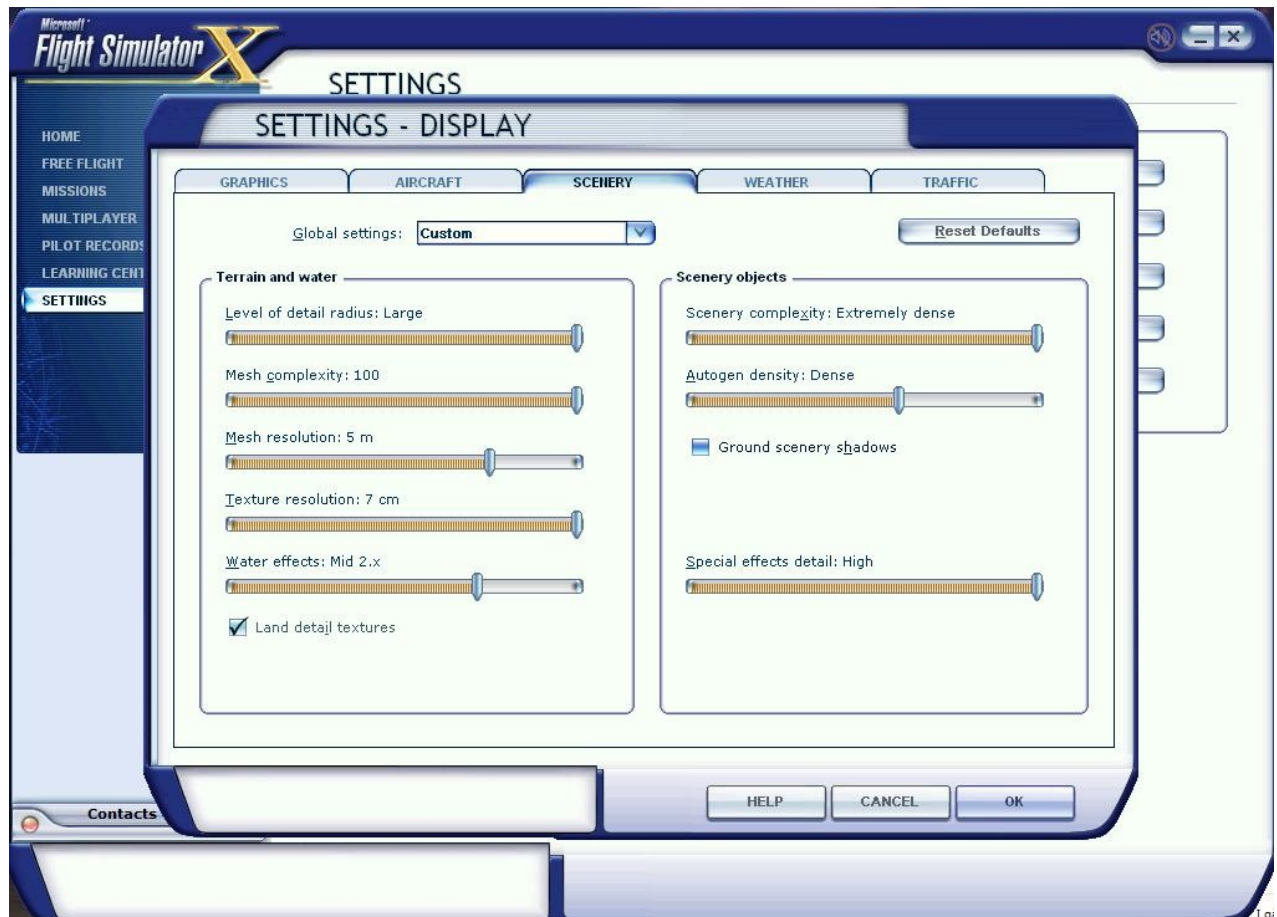 Microsoft
Flight Simulator X
SETTINGS
SETTINGS - DISPLAY
HOME
FREE FLIGHT
MISSIONS
MULTIPLAYER
PILOT RECORDS
LEARNING CENT
SETTINGS
GRAPHICS
AIRCRAFT
SCENERY
WEATHER
TRAFFIC
Global settings: Custom
Reset Defaults
Terrain and water
Level of detail radius: Large
Mesh complexity: 100
Mesh resolution: 5 m
Texture resolution: 7 cm
Water effects: Mid 2.x
Land detail textures
Scenery objects
Scenery complexity: Extremely dense
Autogen density: Dense
Ground scenery shadows
Special effects detail: High
HELP
CANCEL
OK
Contacts